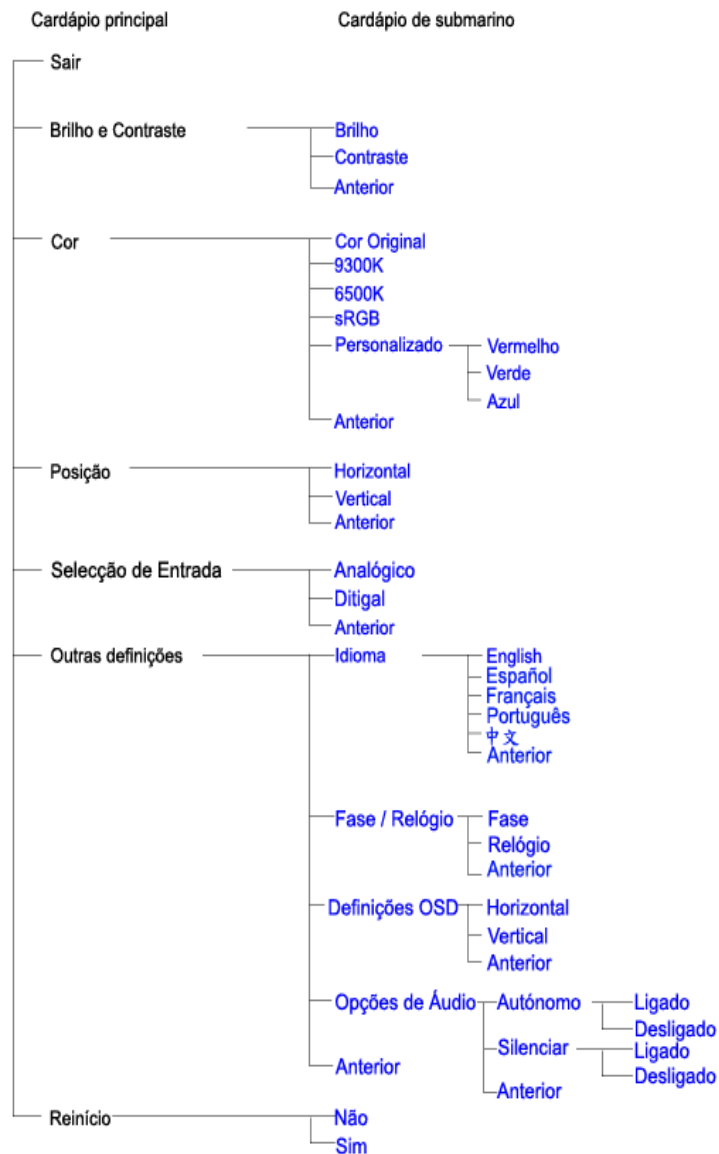 Cardápio principal Cardápio de submarino
Sair
Brilho e Contraste Brilho
Contraste
Anterior
Cor Cor Original
9300K
6500K
sRGB
Personalizado Vermelho
Verde
Azul
Anterior
Posição Horizontal
Vertical
Anterior
Selecção de Entrada Analógico
Ditigal
Anterior
Outras definições Idioma English
Español
Français
Português
中文
Anterior
Fase / Relógio Fase
Relógio
Anterior
Definições OSD Horizontal
Vertical
Anterior
Opções de Áudio Autónomo Ligado
Desligado
Silenciar Ligado
Desligado
Anterior
Anterior
Reinício Não
Sim